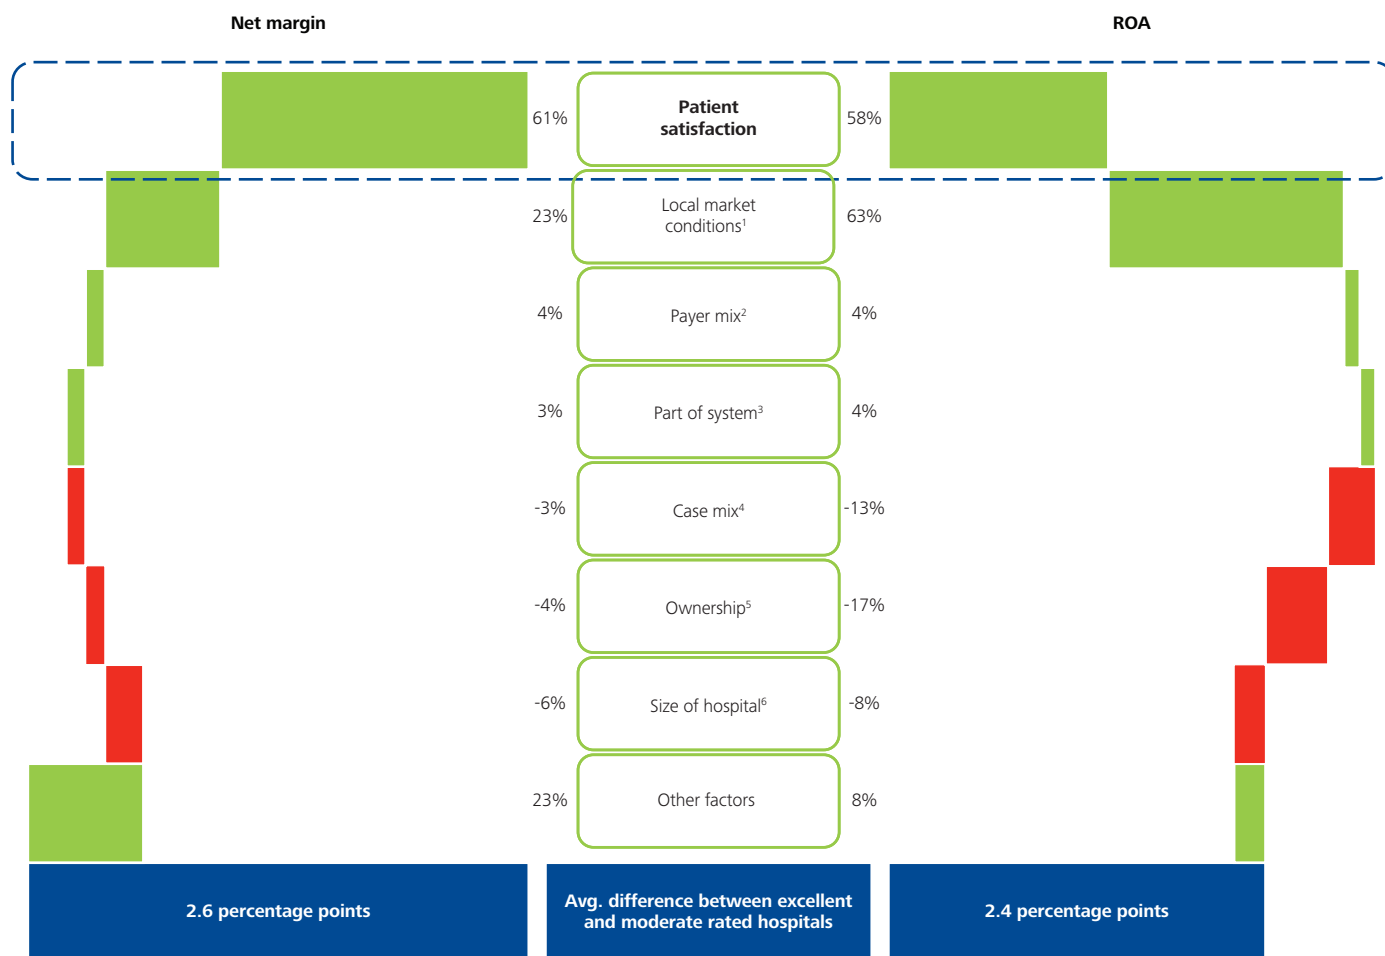 Net margin
ROA
61%
Patient
satisfaction
58%
23%
Local market
conditions¹
63%
4%
Payer mix²
4%
3%
Part of system³
4%
-3%
Case mix⁴
-13%
-4%
Ownership⁵
-17%
-6%
Size of hospital⁶
-8%
23%
Other factors
8%
2.6 percentage points
Avg. difference between excellent
and moderate rated hospitals
2.4 percentage points